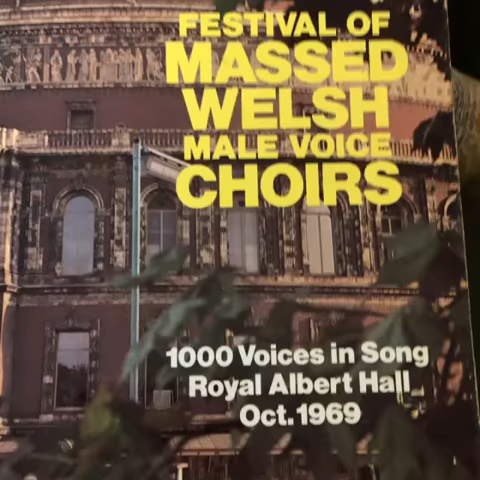 FESTIVAL OF
MASSED
WELSH
MALE VOICE
CHOIRS
1000 Voices in Song
Royal Albert Hall
Oct. 1969